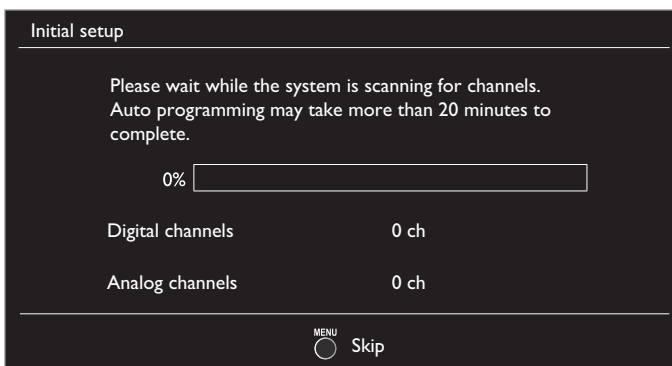 Initial setup
Please wait while the system is scanning for channels.
Auto programming may take more than 20 minutes to
complete.
0%
Digital channels 0 ch
Analog channels 0 ch
MENU
Skip